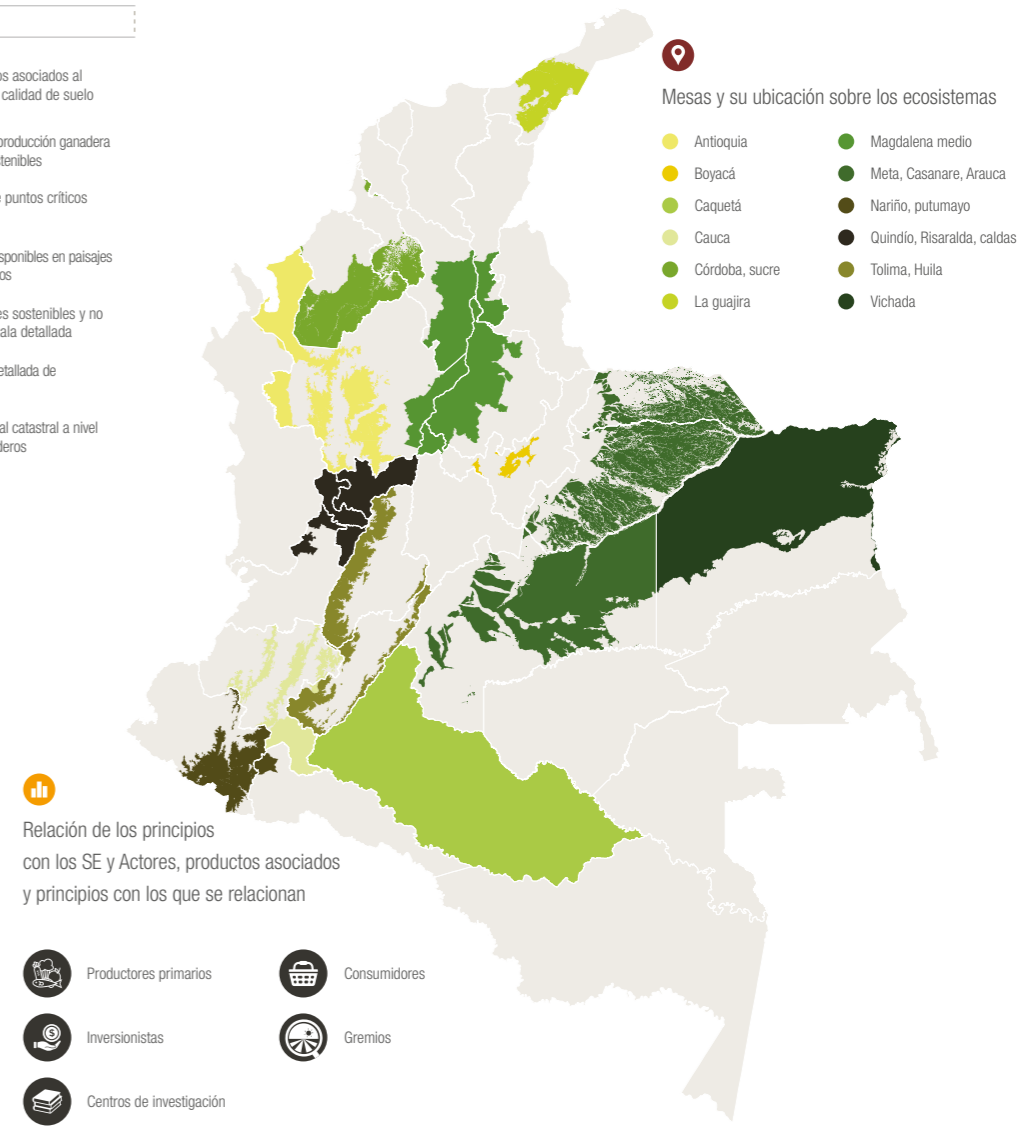 os asociados al
calidad de suelo
producción ganadera
tenibles
e puntos críticos
sponibles en paisajes
os
es sostenibles y no
ala detallada
etallada de
al catastral a nivel
deros
Mesas y su ubicación sobre los ecosistemas
Antioquia
Boyacá
Caquetá
Cauca
Córdoba, sucre
La guajira
Magdalena medio
Meta, Casanare, Arauca
Nariño, putumayo
Quindío, Risaralda, caldas
Tolima, Huila
Vichada
Relación de los principios
con los SE y Actores, productos asociados
y principios con los que se relacionan
Productores primarios
Inversionistas
Centros de investigación
Consumidores
Gremios